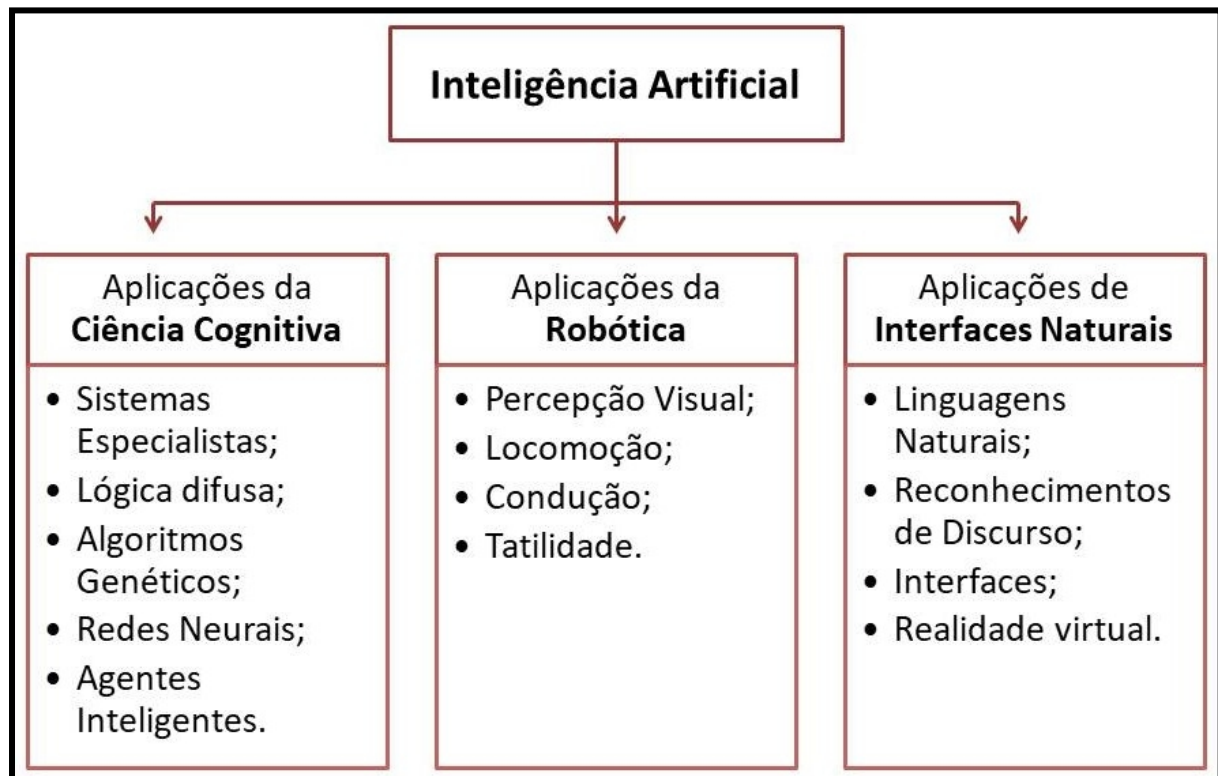 Inteligência Artificial
Aplicações da
Ciência Cognitiva
• Sistemas
Especialistas;
• Lógica difusa;
• Algoritmos
Genéticos;
• Redes Neurais;
• Agentes
Inteligentes.
Aplicações da
Robótica
• Percepção Visual;
• Locomoção;
• Condução;
• Tatilidade.
Aplicações de
Interfaces Naturais
• Linguagens
Naturais;
• Reconhecimentos
de Discurso;
• Interfaces;
• Realidade virtual.